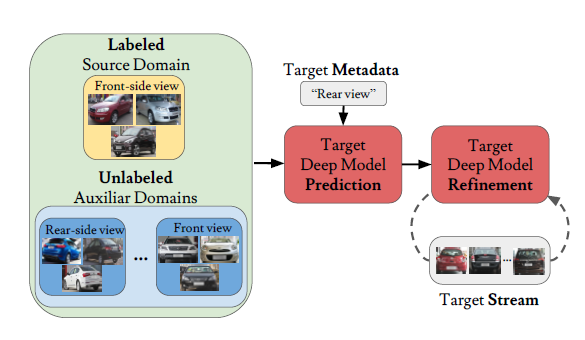 Labeled
Source Domain
Front-side view
Unlabeled
Auxiliar Domains
Rear-side view
...
Front view
Target Metadata
"Rear view"
Target
Deep Model
Prediction
Target
Deep Model
Refinement
...
Target Stream